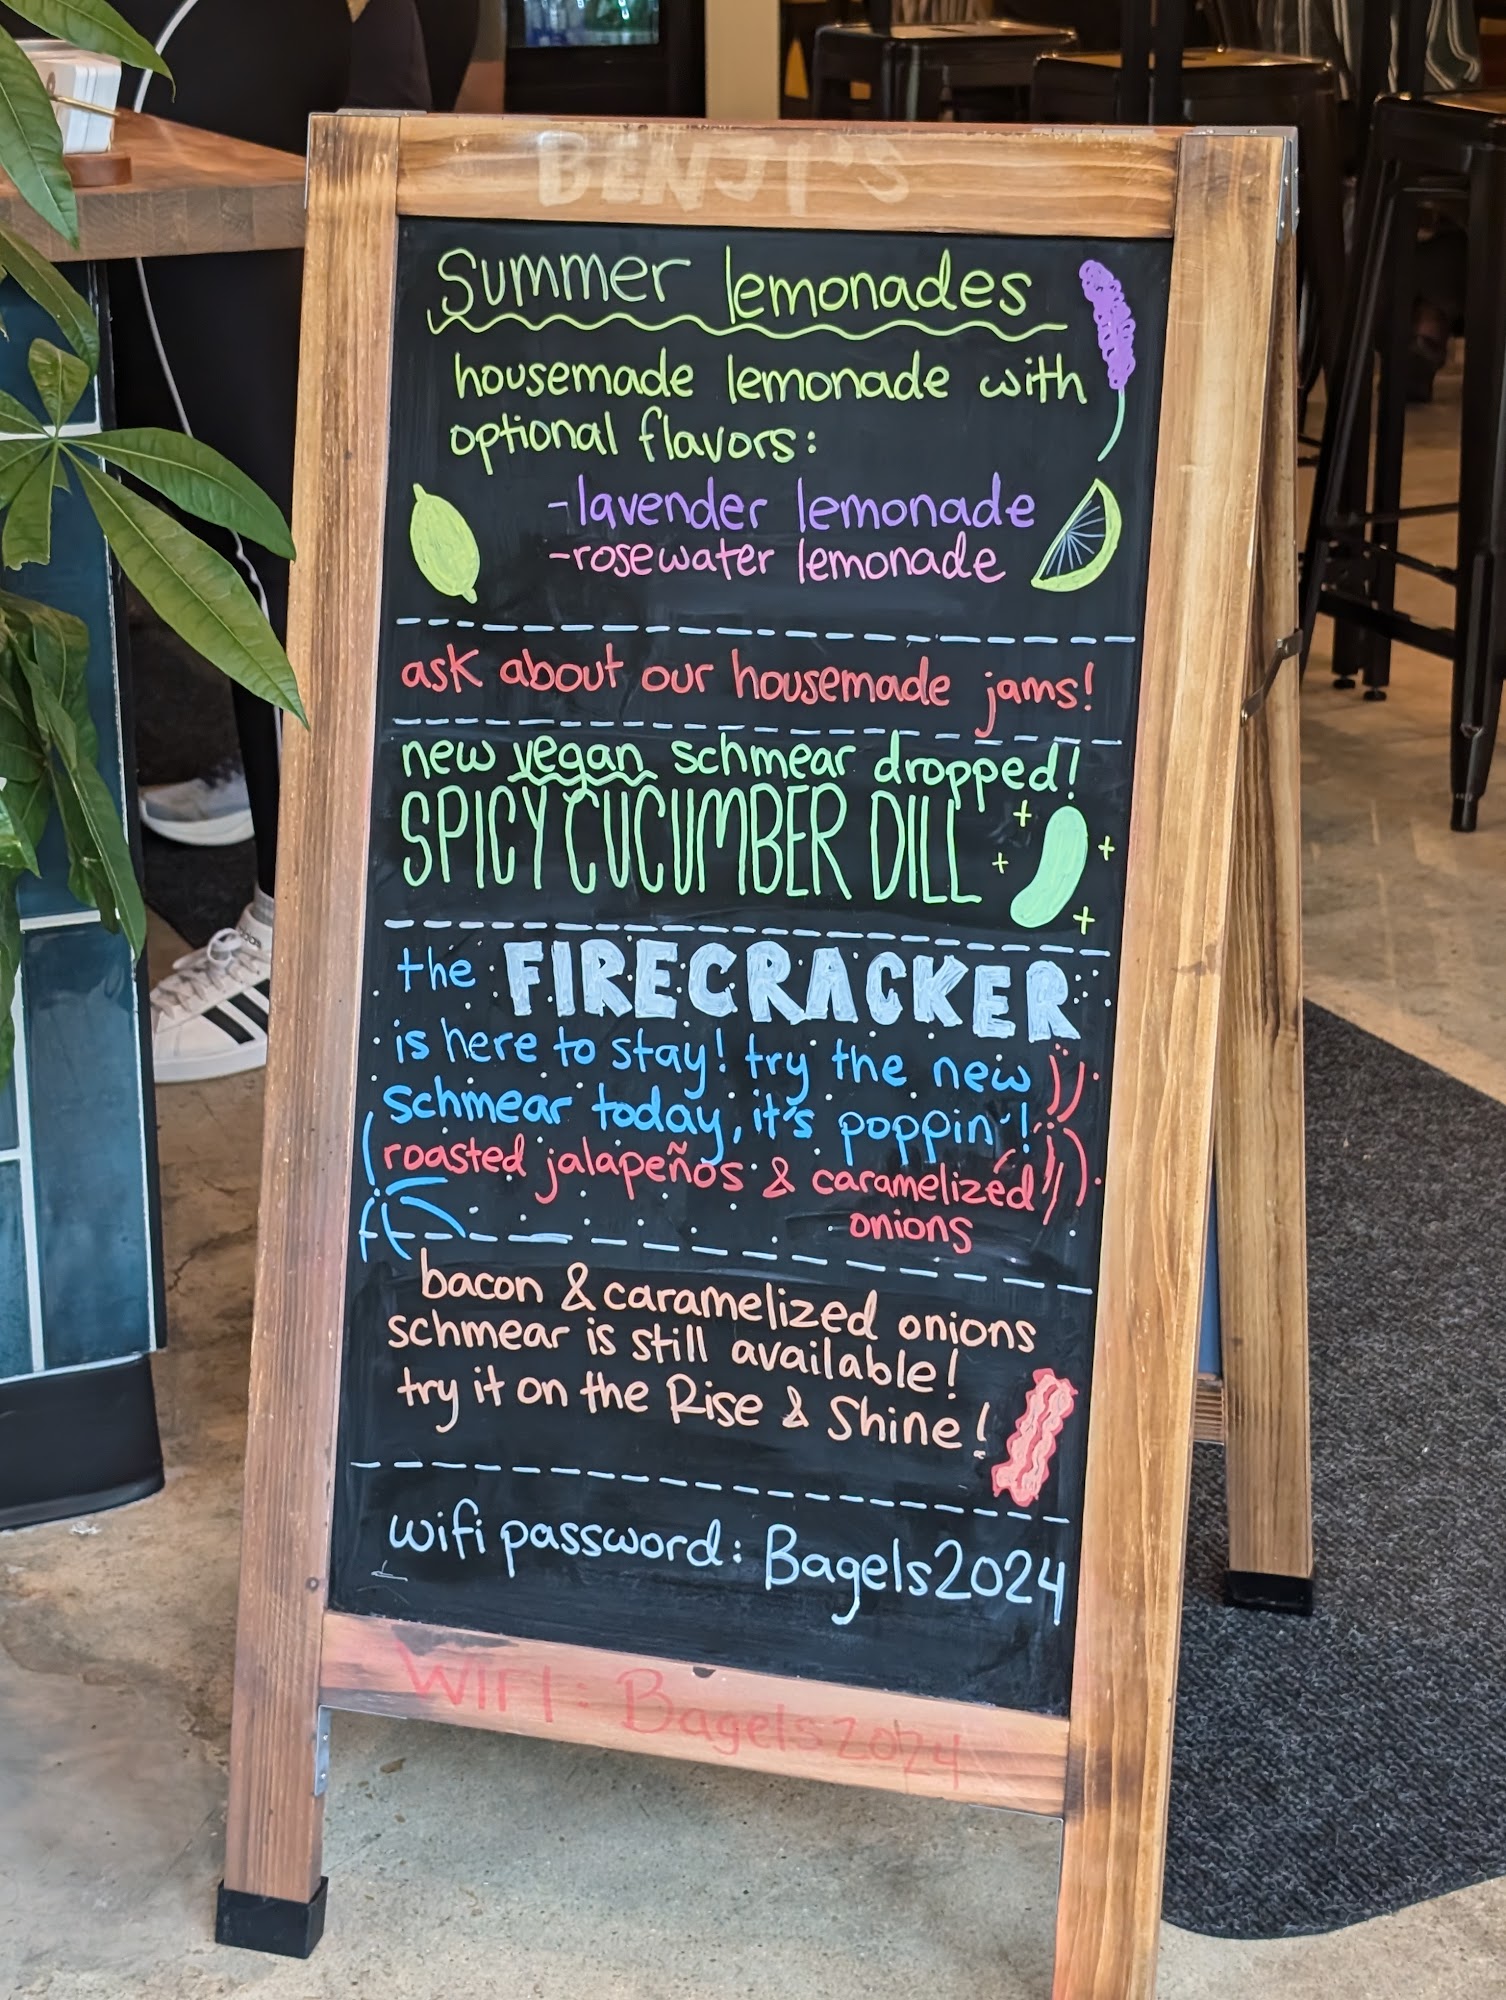 BENJI'S
Summer lemonades
housemade lemonade with
optional flavors:
-lavender lemonade
-rosewater lemonade
ask about our housemade jams!
new vegan schmear dropped!
SPICY CUCUMBER DILL
the FIRECRACKER
is here to stay! try the new
schmear today, it's poppin'!
roasted jalapeños & caramelized
onions
bacon & caramelized onions
schmear is still available!
try it on the Rise & Shine!
wifi password: Bagels2024
WIFI: Bagels2024